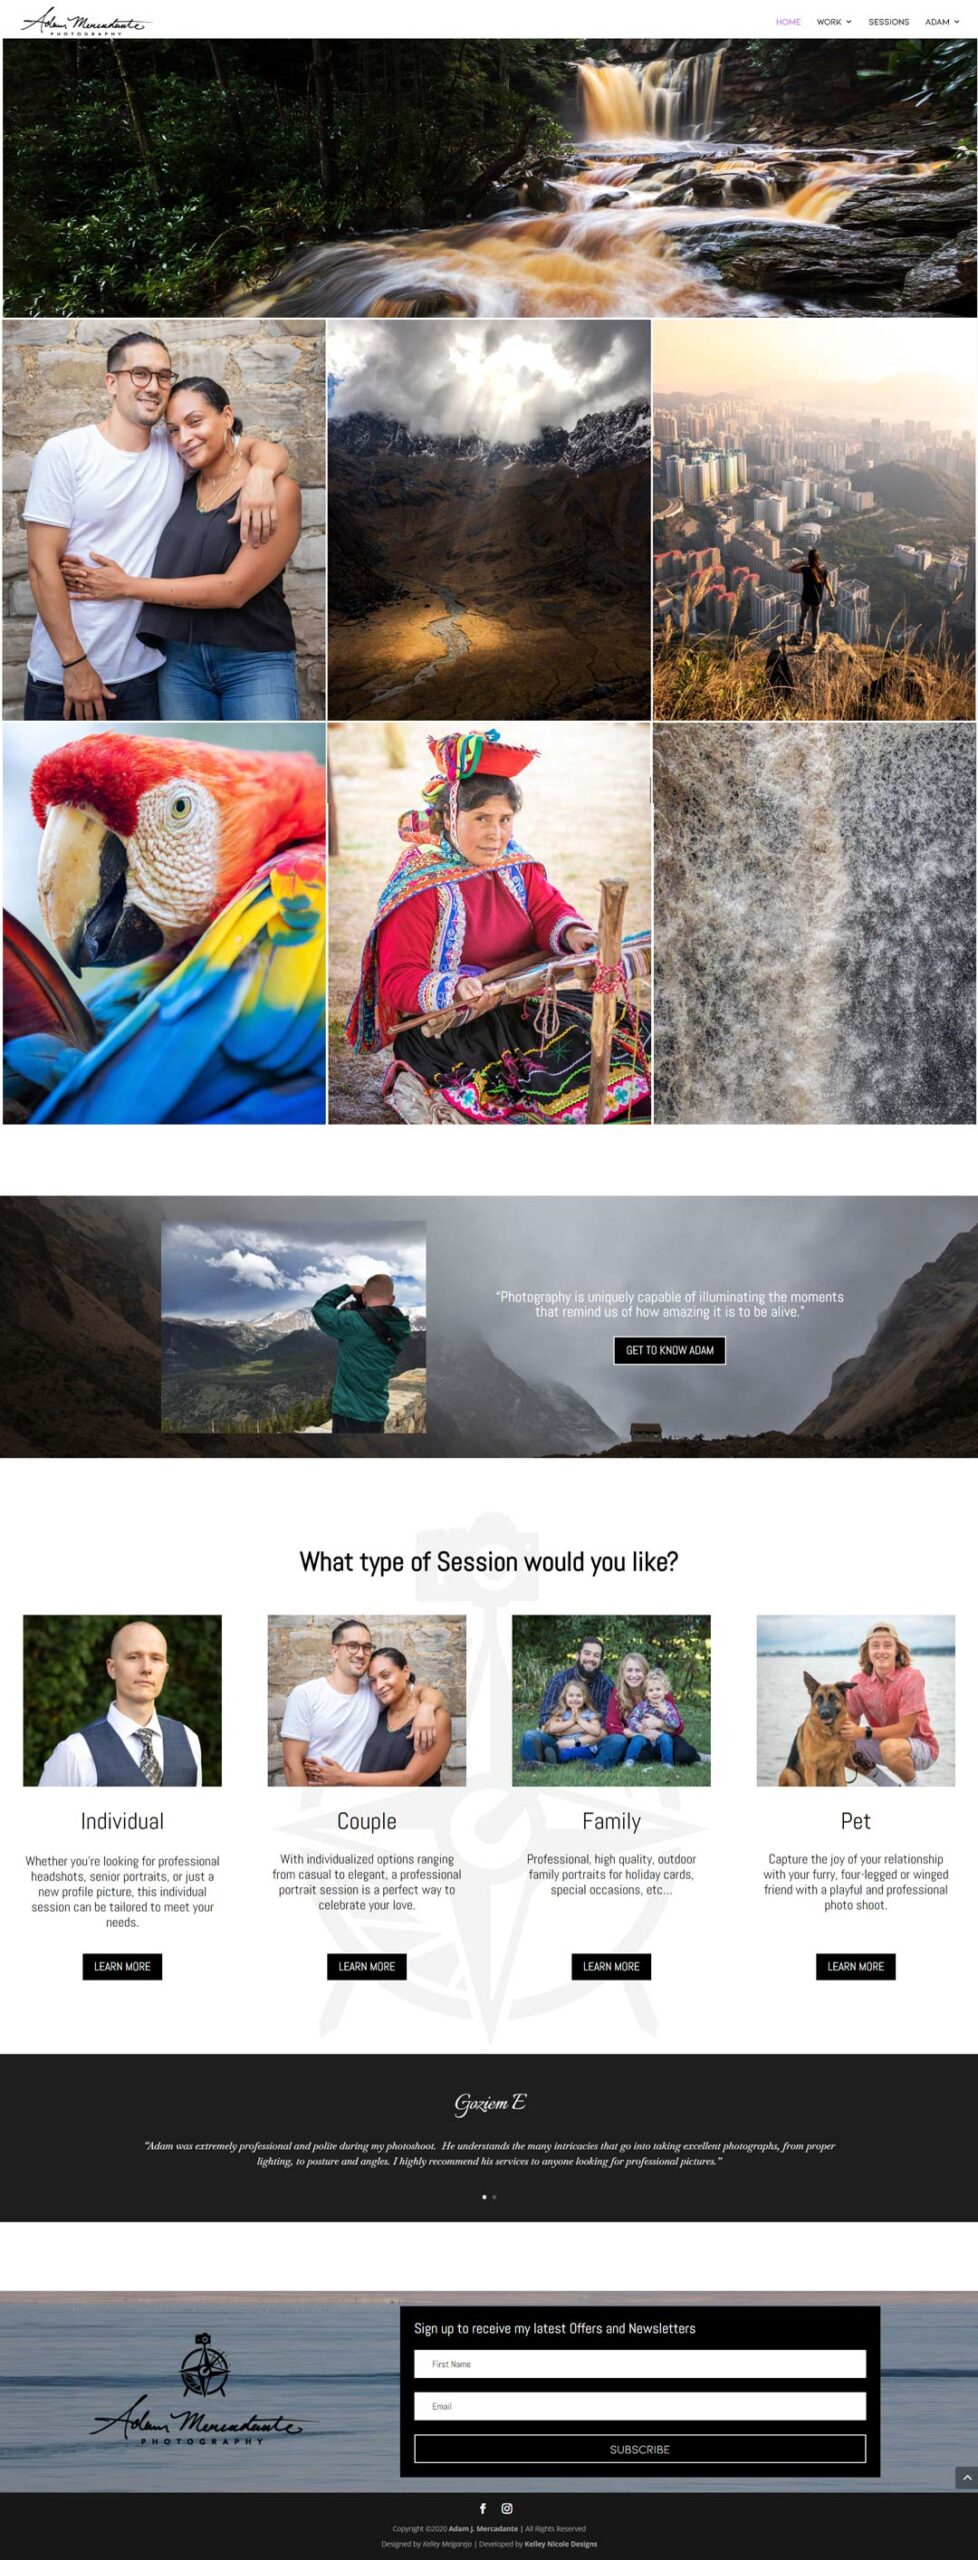 Adam Mercadante
PHOTOGRAPHY
HOME
WORK
SESSIONS
ADAM
“Photography is uniquely capable of illuminating the moments
that remind us of how amazing it is to be alive.”
GET TO KNOW ADAM
What type of Session would you like?
Individual
Whether you're looking for professional
headshots, senior portraits, or just a
new profile picture, this individual
session can be tailored to meet your
needs.
LEARN MORE
Couple
With individualized options ranging
from casual to elegant, a professional
portrait session is a perfect way to
celebrate your love.
LEARN MORE
Family
Professional, high quality, outdoor
family portraits for holiday cards,
special occasions, etc...
LEARN MORE
Pet
Capture the joy of your relationship
with your furry, four-legged or winged
friend with a playful and professional
photo shoot.
LEARN MORE
Goziem E
“Adam was extremely professional and polite during my photoshoot. He understands the many intricacies that go into taking excellent photographs, from proper
lighting, to posture and angles. I highly recommend his services to anyone looking for professional pictures.”
Adam Mercadante
PHOTOGRAPHY
Sign up to receive my latest Offers and Newsletters
First Name
Email
SUBSCRIBE
Copyright ©2020 Adam J. Mercadante | All Rights Reserved
Designed by Kelley Melgarejo | Developed by Kelley Nicole Designs